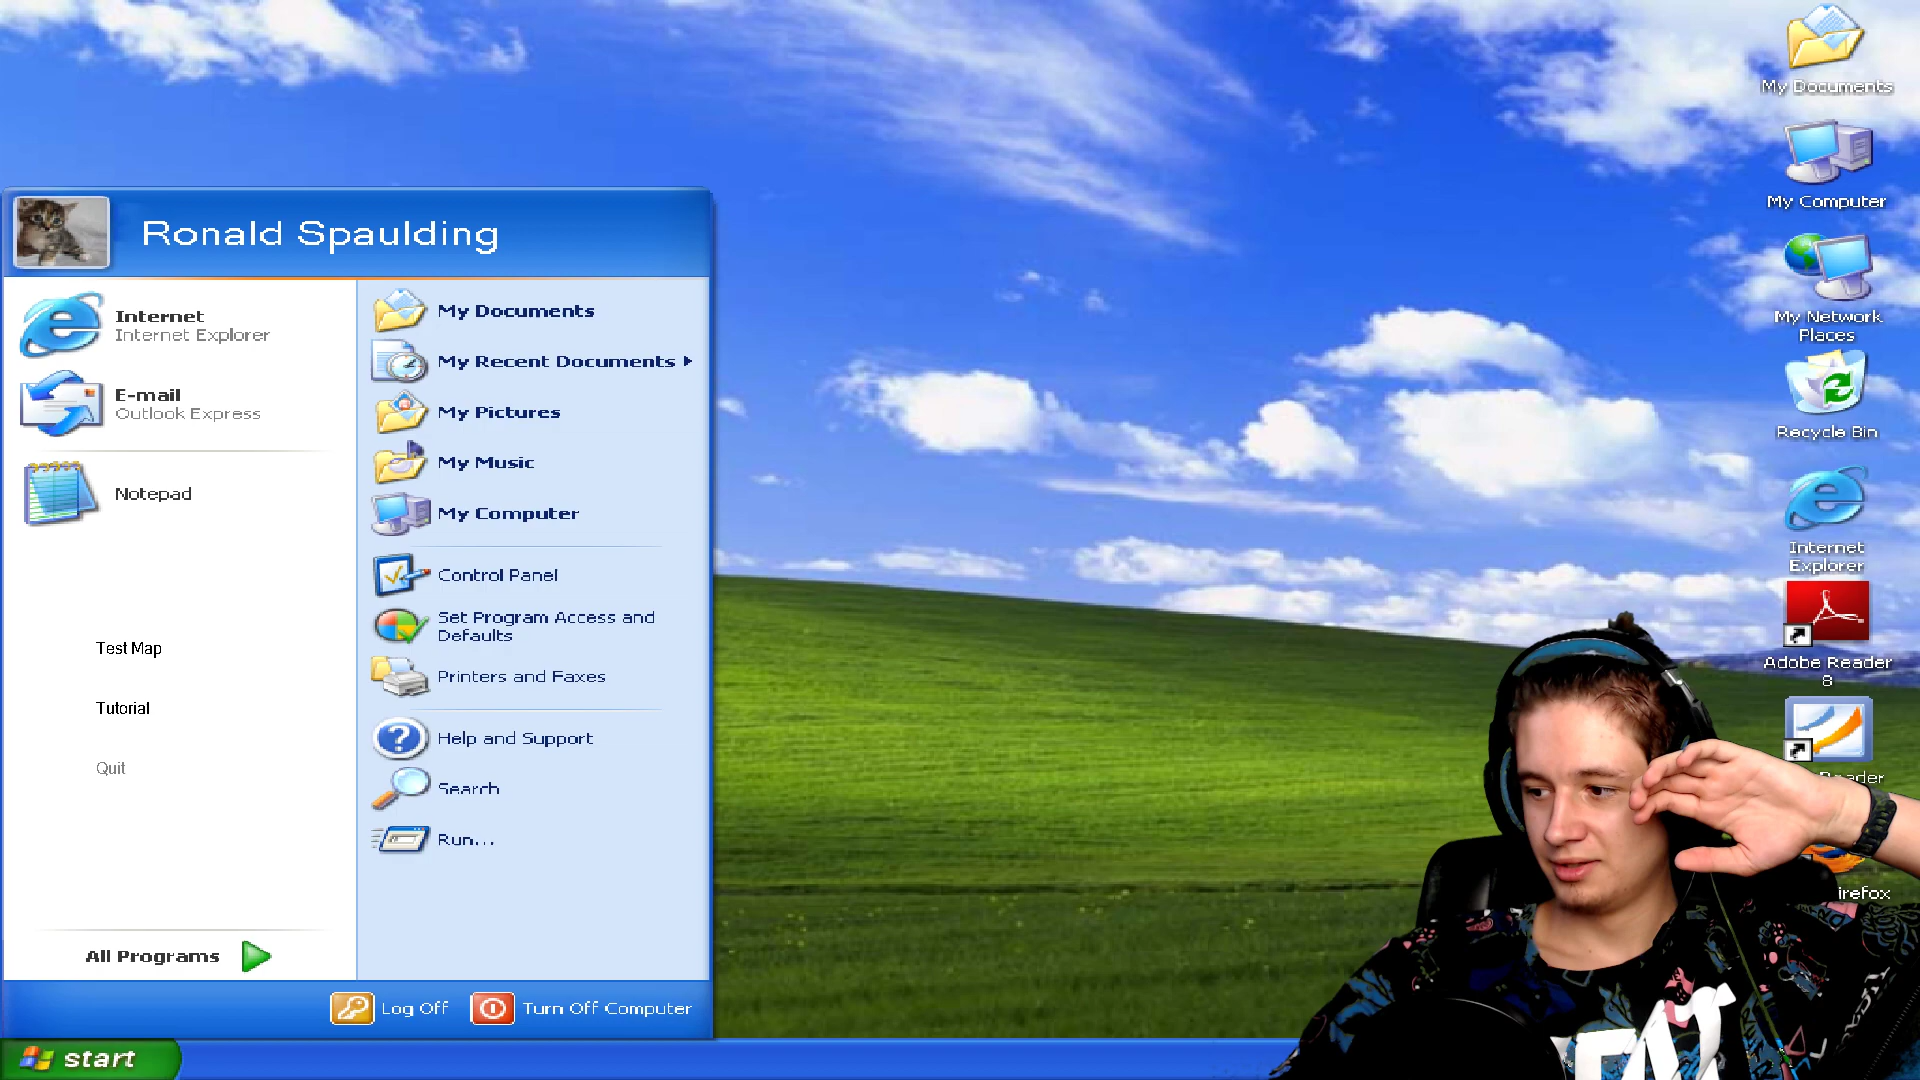 Ronald Spaulding
Internet
Internet Explorer
E-mail
Outlook Express
Notepad
Test Map
Tutorial
Quit
All Programs
My Documents
My Recent Documents
My Pictures
My Music
My Computer
Control Panel
Set Program Access and
Defaults
Printers and Faxes
Help and Support
Search
Run...
Log Off
Turn Off Computer
start
My Documents
My Computer
My Network
Places
Recycle Bin
Internet
Explorer
Adobe Reader
8